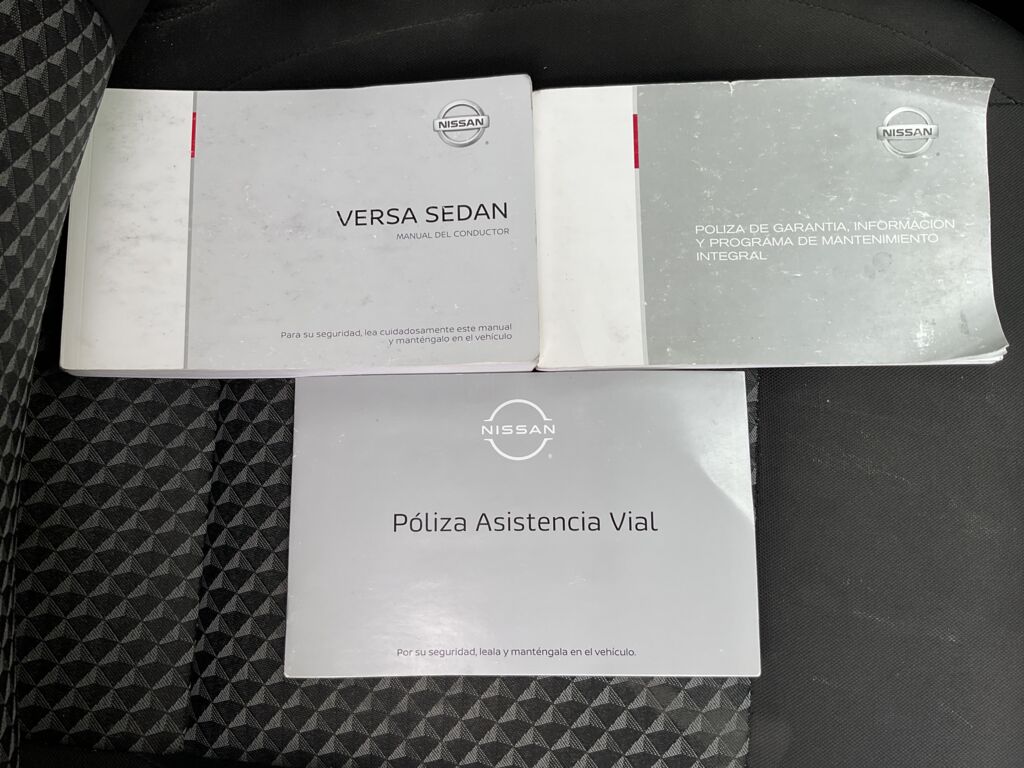 NISSAN
VERSA SEDAN
MANUAL DEL CONDUCTOR
Para su seguridad, lea cuidadosamente este manual
y manténgalo en el vehículo
NISSAN
POLIZA DE GARANTIA, INFORMACION
Y PROGRAMA DE MANTENIMIENTO
INTEGRAL
NISSAN
Póliza Asistencia Vial
Por su seguridad, leala y manténgala en el vehículo.